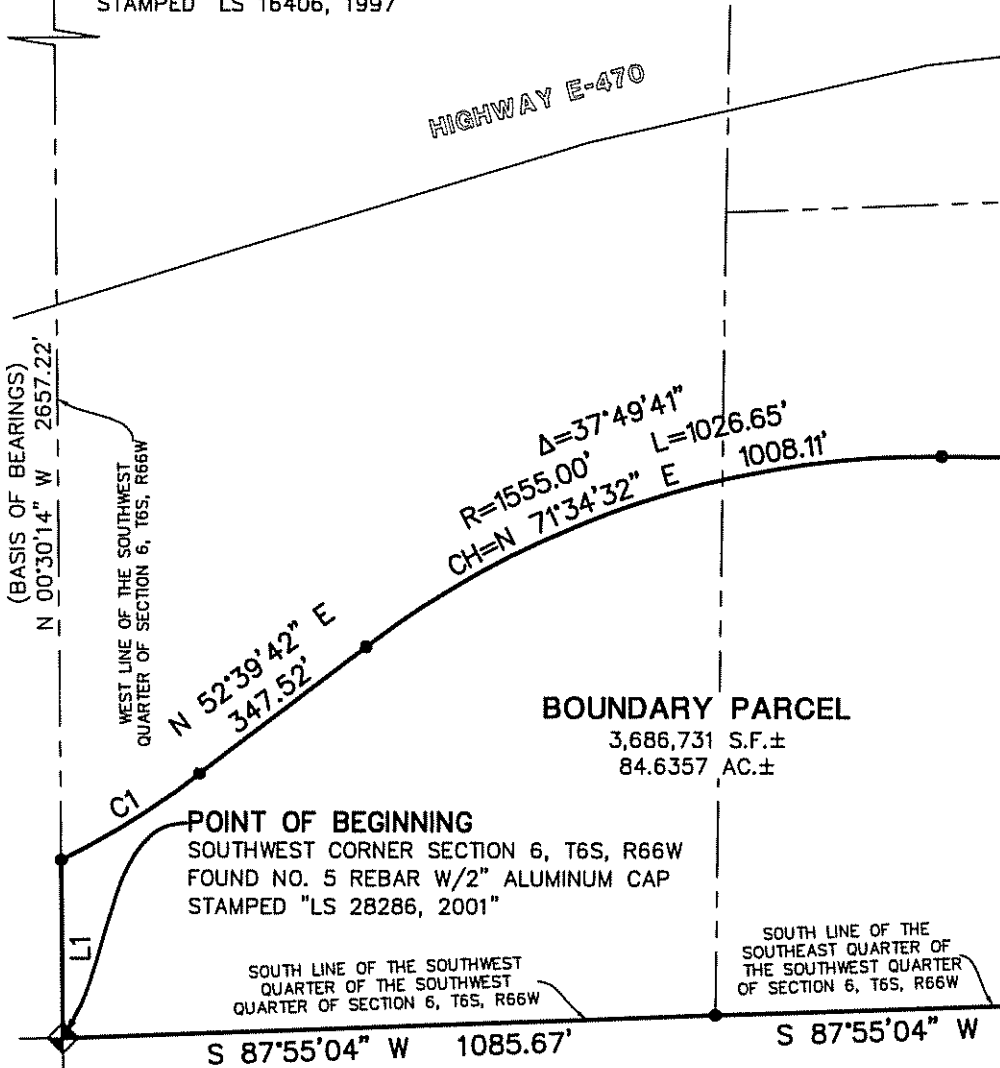 STAMPED "LS 16406, 1997"
HIGHWAY E-470
(BASIS OF BEARINGS)
N 00°30'14" W 2657.22'
WEST LINE OF THE SOUTHWEST
QUARTER OF SECTION 6, T6S, R66W
Δ=37°49'41"
R=1555.00' L=1026.65'
CH=N 71°34'32" E 1008.11'
N 52°39'42" E
347.52'
BOUNDARY PARCEL
3,686,731 S.F.±
84.6357 AC.±
C1
POINT OF BEGINNING
SOUTHWEST CORNER SECTION 6, T6S, R66W
FOUND NO. 5 REBAR W/2" ALUMINUM CAP
STAMPED "LS 28286, 2001"
L1
SOUTH LINE OF THE SOUTHWEST
QUARTER OF THE SOUTHWEST
QUARTER OF SECTION 6, T6S, R66W
SOUTH LINE OF THE
SOUTHEAST QUARTER OF
THE SOUTHWEST QUARTER
OF SECTION 6, T6S, R66W
S 87°55'04" W 1085.67'
S 87°55'04" W